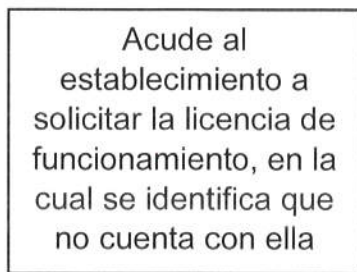 Acude al
establecimiento a
solicitar la licencia de
funcionamiento, en la
cual se identifica que
no cuenta con ella